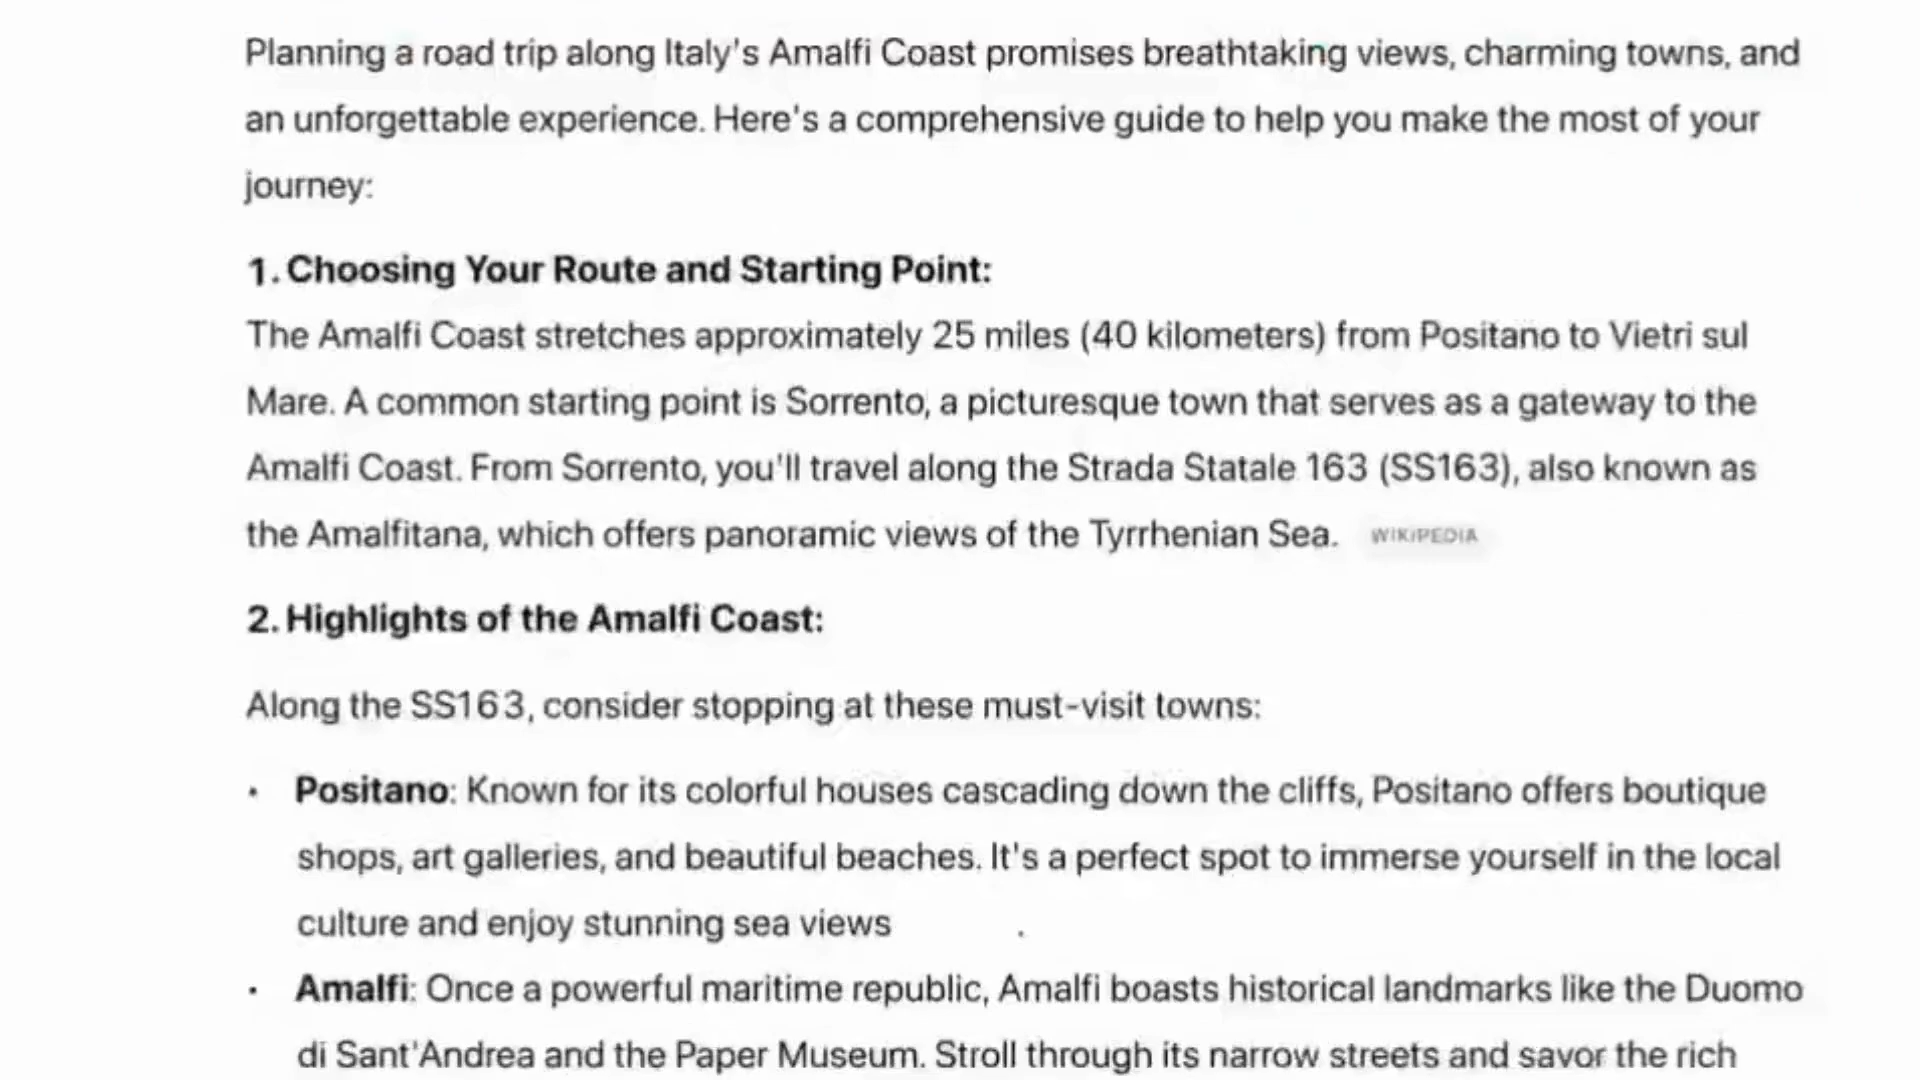 Planning a road trip along Italy's Amalfi Coast promises breathtaking views, charming towns, and
an unforgettable experience. Here's a comprehensive guide to help you make the most of your
journey:
1. Choosing Your Route and Starting Point:
The Amalfi Coast stretches approximately 25 miles (40 kilometers) from Positano to Vietri sul
Mare. A common starting point is Sorrento, a picturesque town that serves as a gateway to the
Amalfi Coast. From Sorrento, you'll travel along the Strada Statale 163 (SS163), also known as
the Amalfitana, which offers panoramic views of the Tyrrhenian Sea. WIKIPEDIA
2. Highlights of the Amalfi Coast:
Along the SS163, consider stopping at these must-visit towns:
• Positano: Known for its colorful houses cascading down the cliffs, Positano offers boutique
shops, art galleries, and beautiful beaches. It's a perfect spot to immerse yourself in the local
culture and enjoy stunning sea views .
• Amalfi: Once a powerful maritime republic, Amalfi boasts historical landmarks like the Duomo
di Sant'Andrea and the Paper Museum. Stroll through its narrow streets and savor the rich